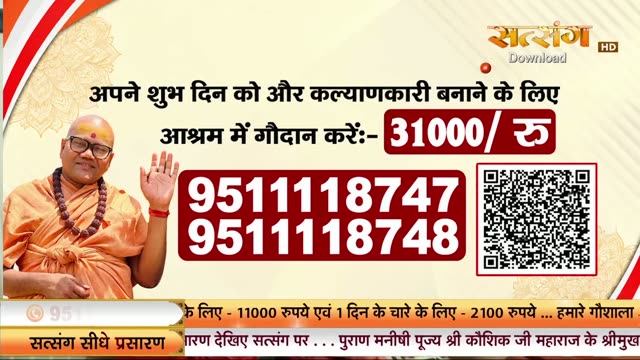 सत्संग
HD
Download
अपने शुभ दिन को और कल्याणकारी बनाने के लिए
आश्रम में गौदान करें:- 31000/ रु
9511118747
9511118748
951
के लिए - 11000 रुपये एवं 1 दिन के चारे के लिए - 2100 रुपये ... हमारे गौशाला
सत्संग सीधे प्रसारण
सारण देखिए सत्संग पर . . . पुराण मनीषी पूज्य श्री कौशिक जी महाराज के श्रीमुख